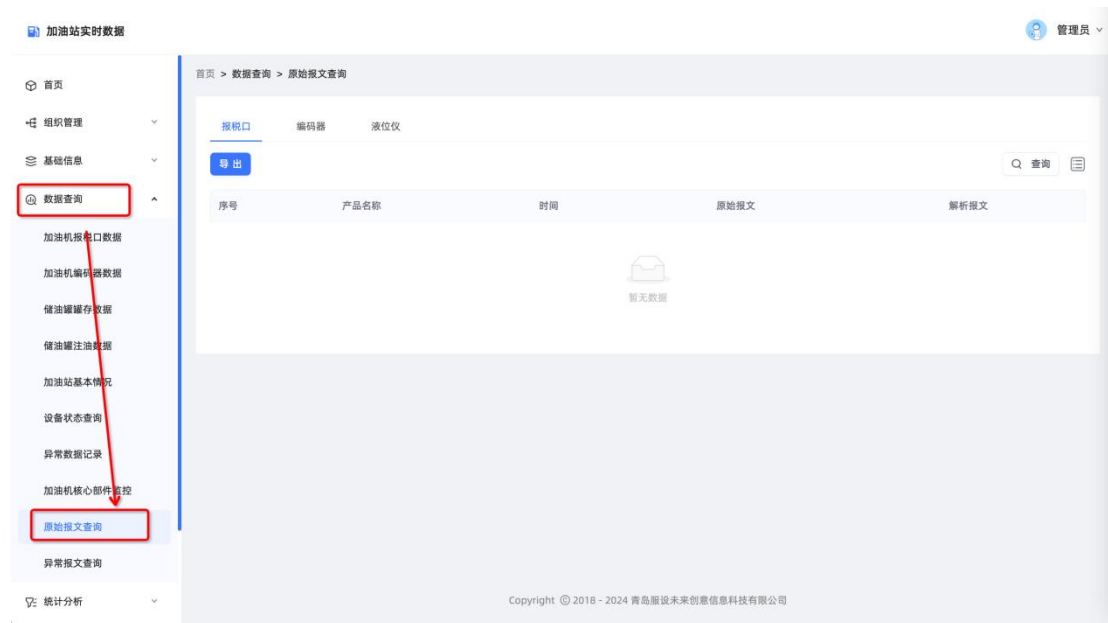 加油站实时数据
管理员
首页
组织管理
基础信息
数据查询
加油机报税口数据
加油机编码器数据
储油罐罐存数据
储油罐注油数据
加油站基本情况
设备状态查询
异常数据记录
加油机核心部件监控
原始报文查询
异常报文查询
统计分析
首页 > 数据查询 > 原始报文查询
报税口 编码器 液位仪
导 出 查询
序号 产品名称 时间 原始报文 解析报文
暂无数据
Copyright © 2018 - 2024 青岛服设未来创意信息科技有限公司